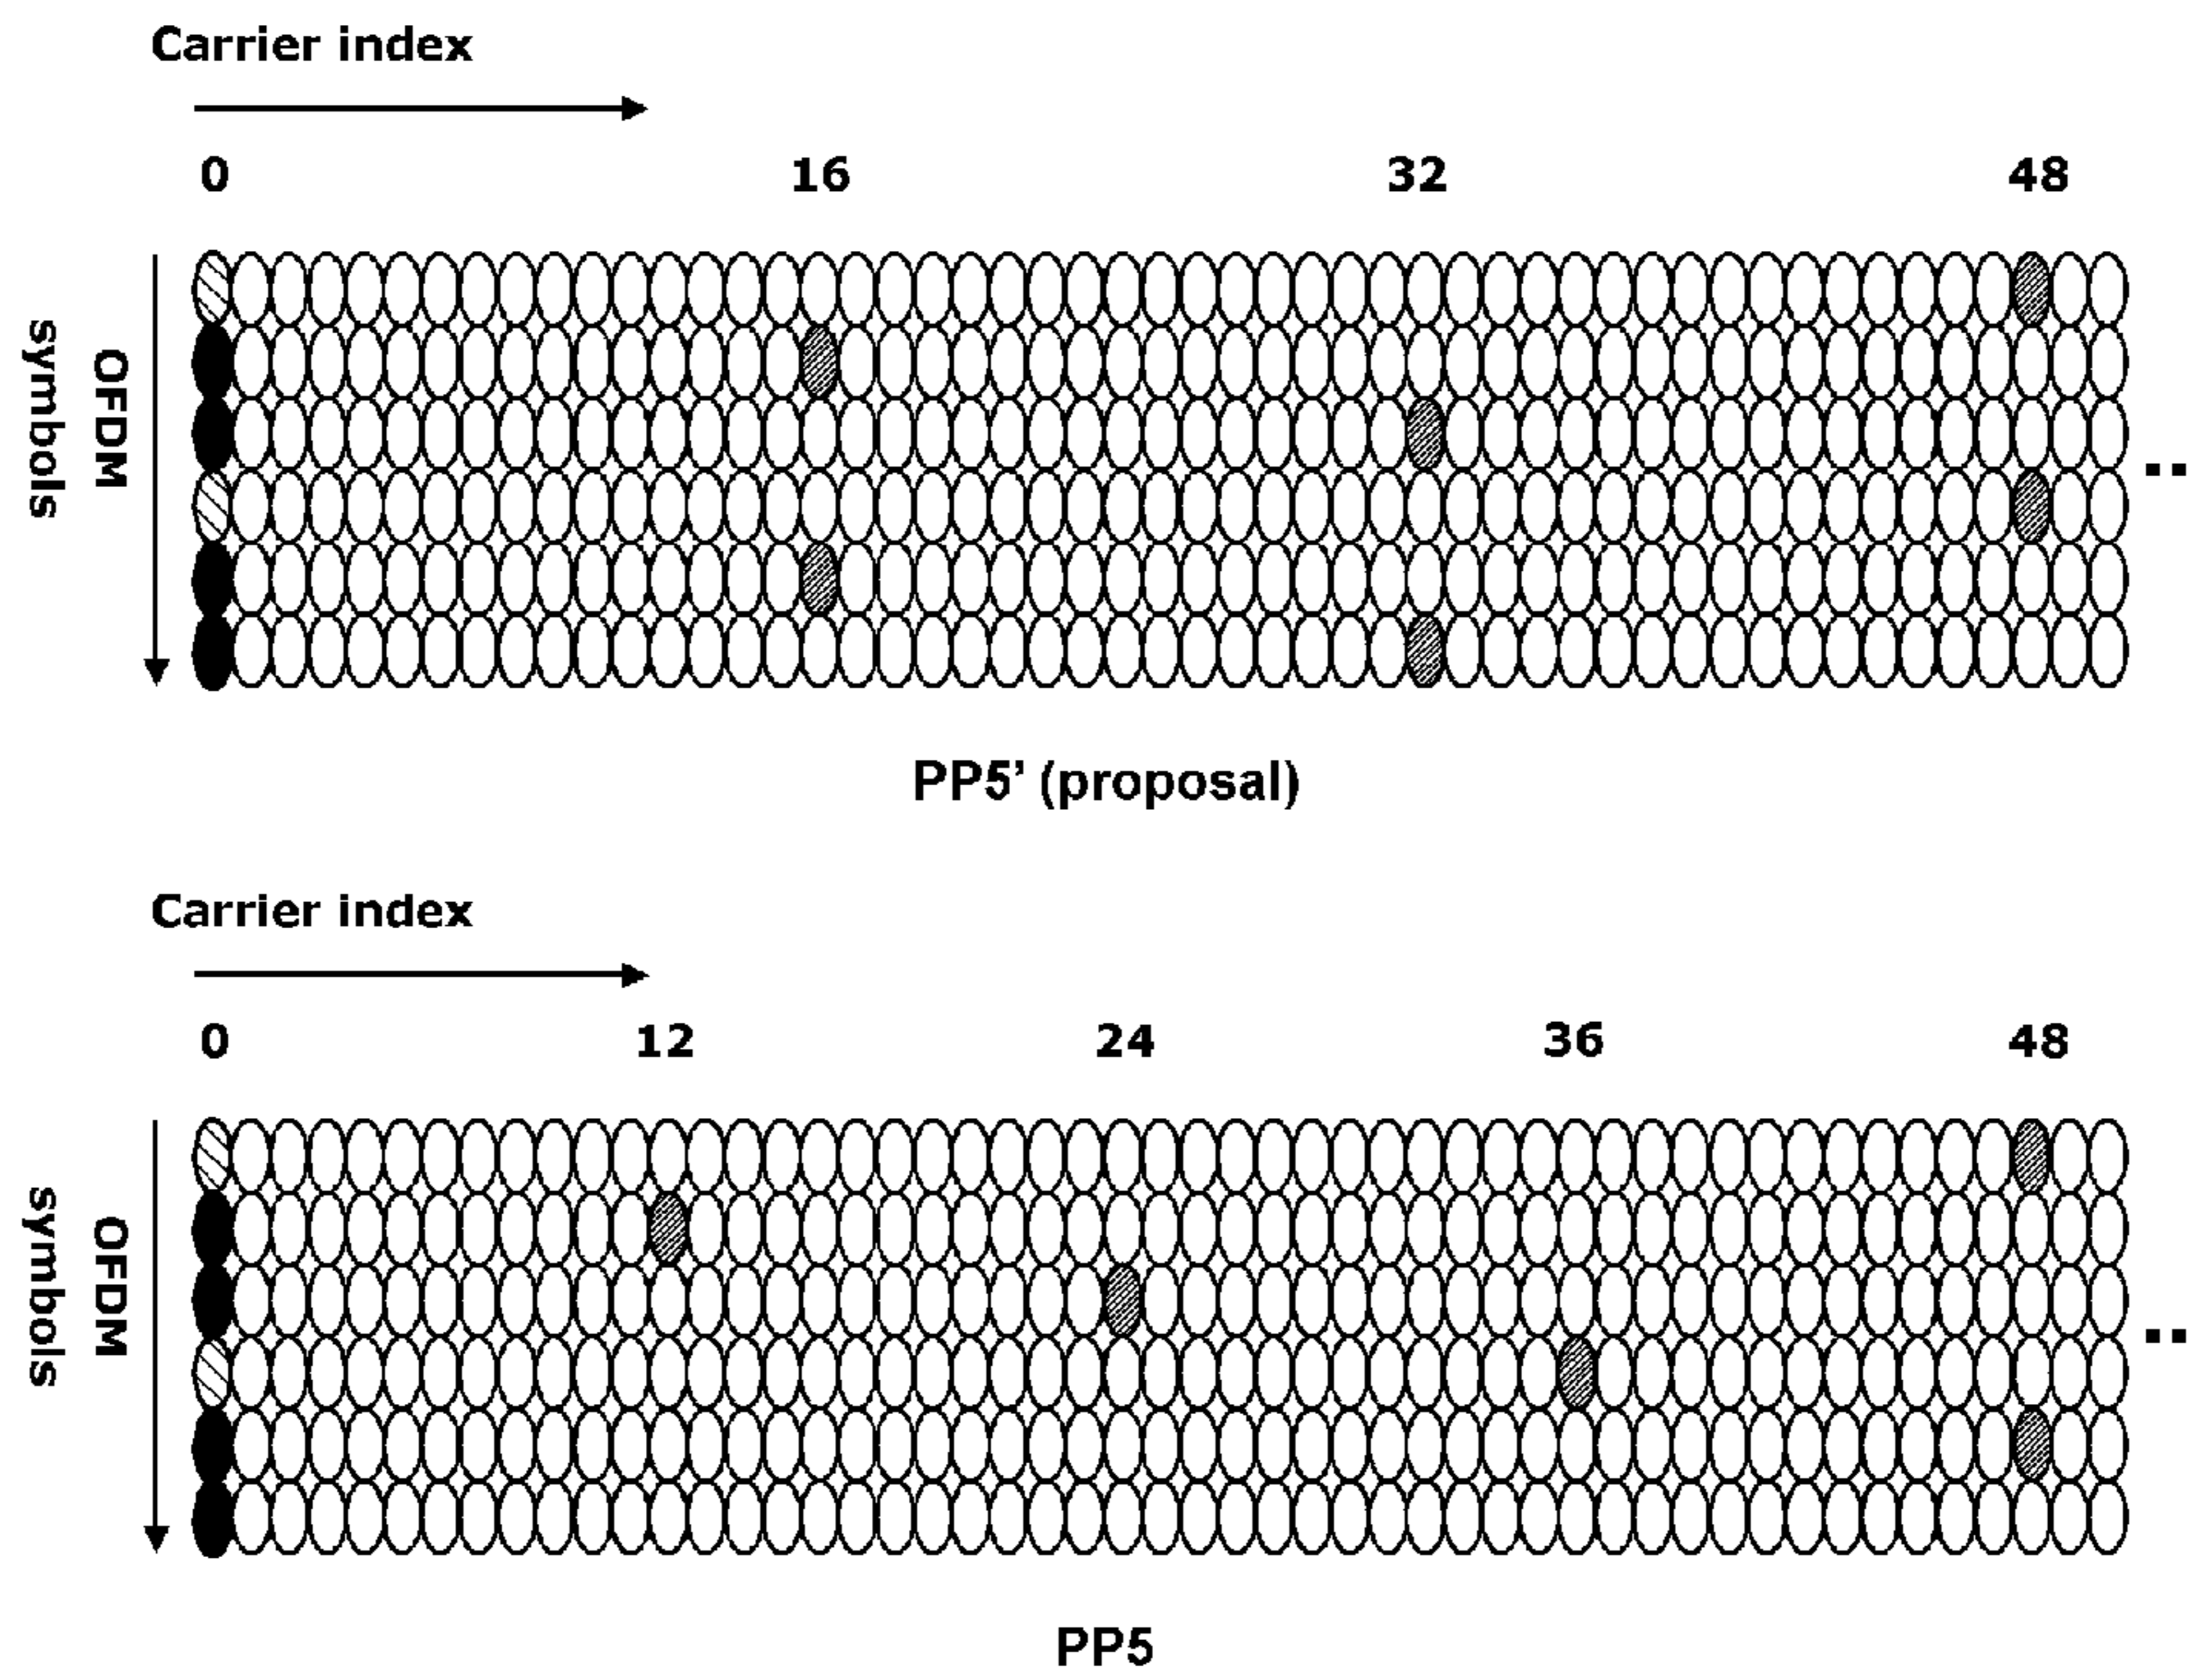 Carrier index
0 16 32 48
OFDM
symbols
..
PP5’ (proposal)
Carrier index
0 12 24 36 48
OFDM
symbols
..
PP5